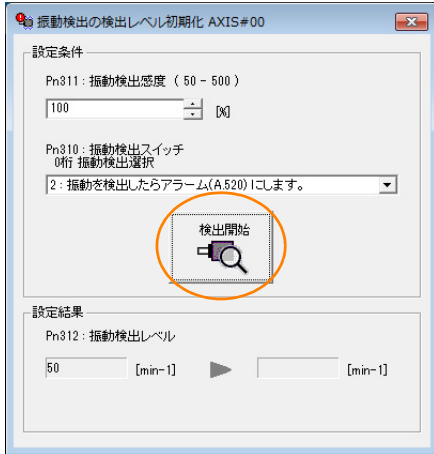 振動検出の検出レベル初期化 AXIS#00
設定条件
Pn311：振動検出感度 （ 50 - 500 ）
100 [%]
Pn310：振動検出スイッチ
0桁 振動検出選択
2：振動を検出したらアラーム(A.520)にします。
検出開始
設定結果
Pn312：振動検出レベル
50 [min-1] [min-1]